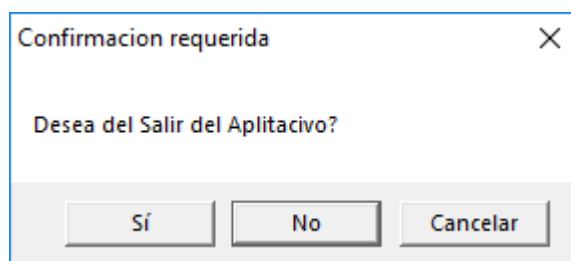 Confirmacion requerida
Desea del Salir del Aplitacivo?
Sí No Cancelar